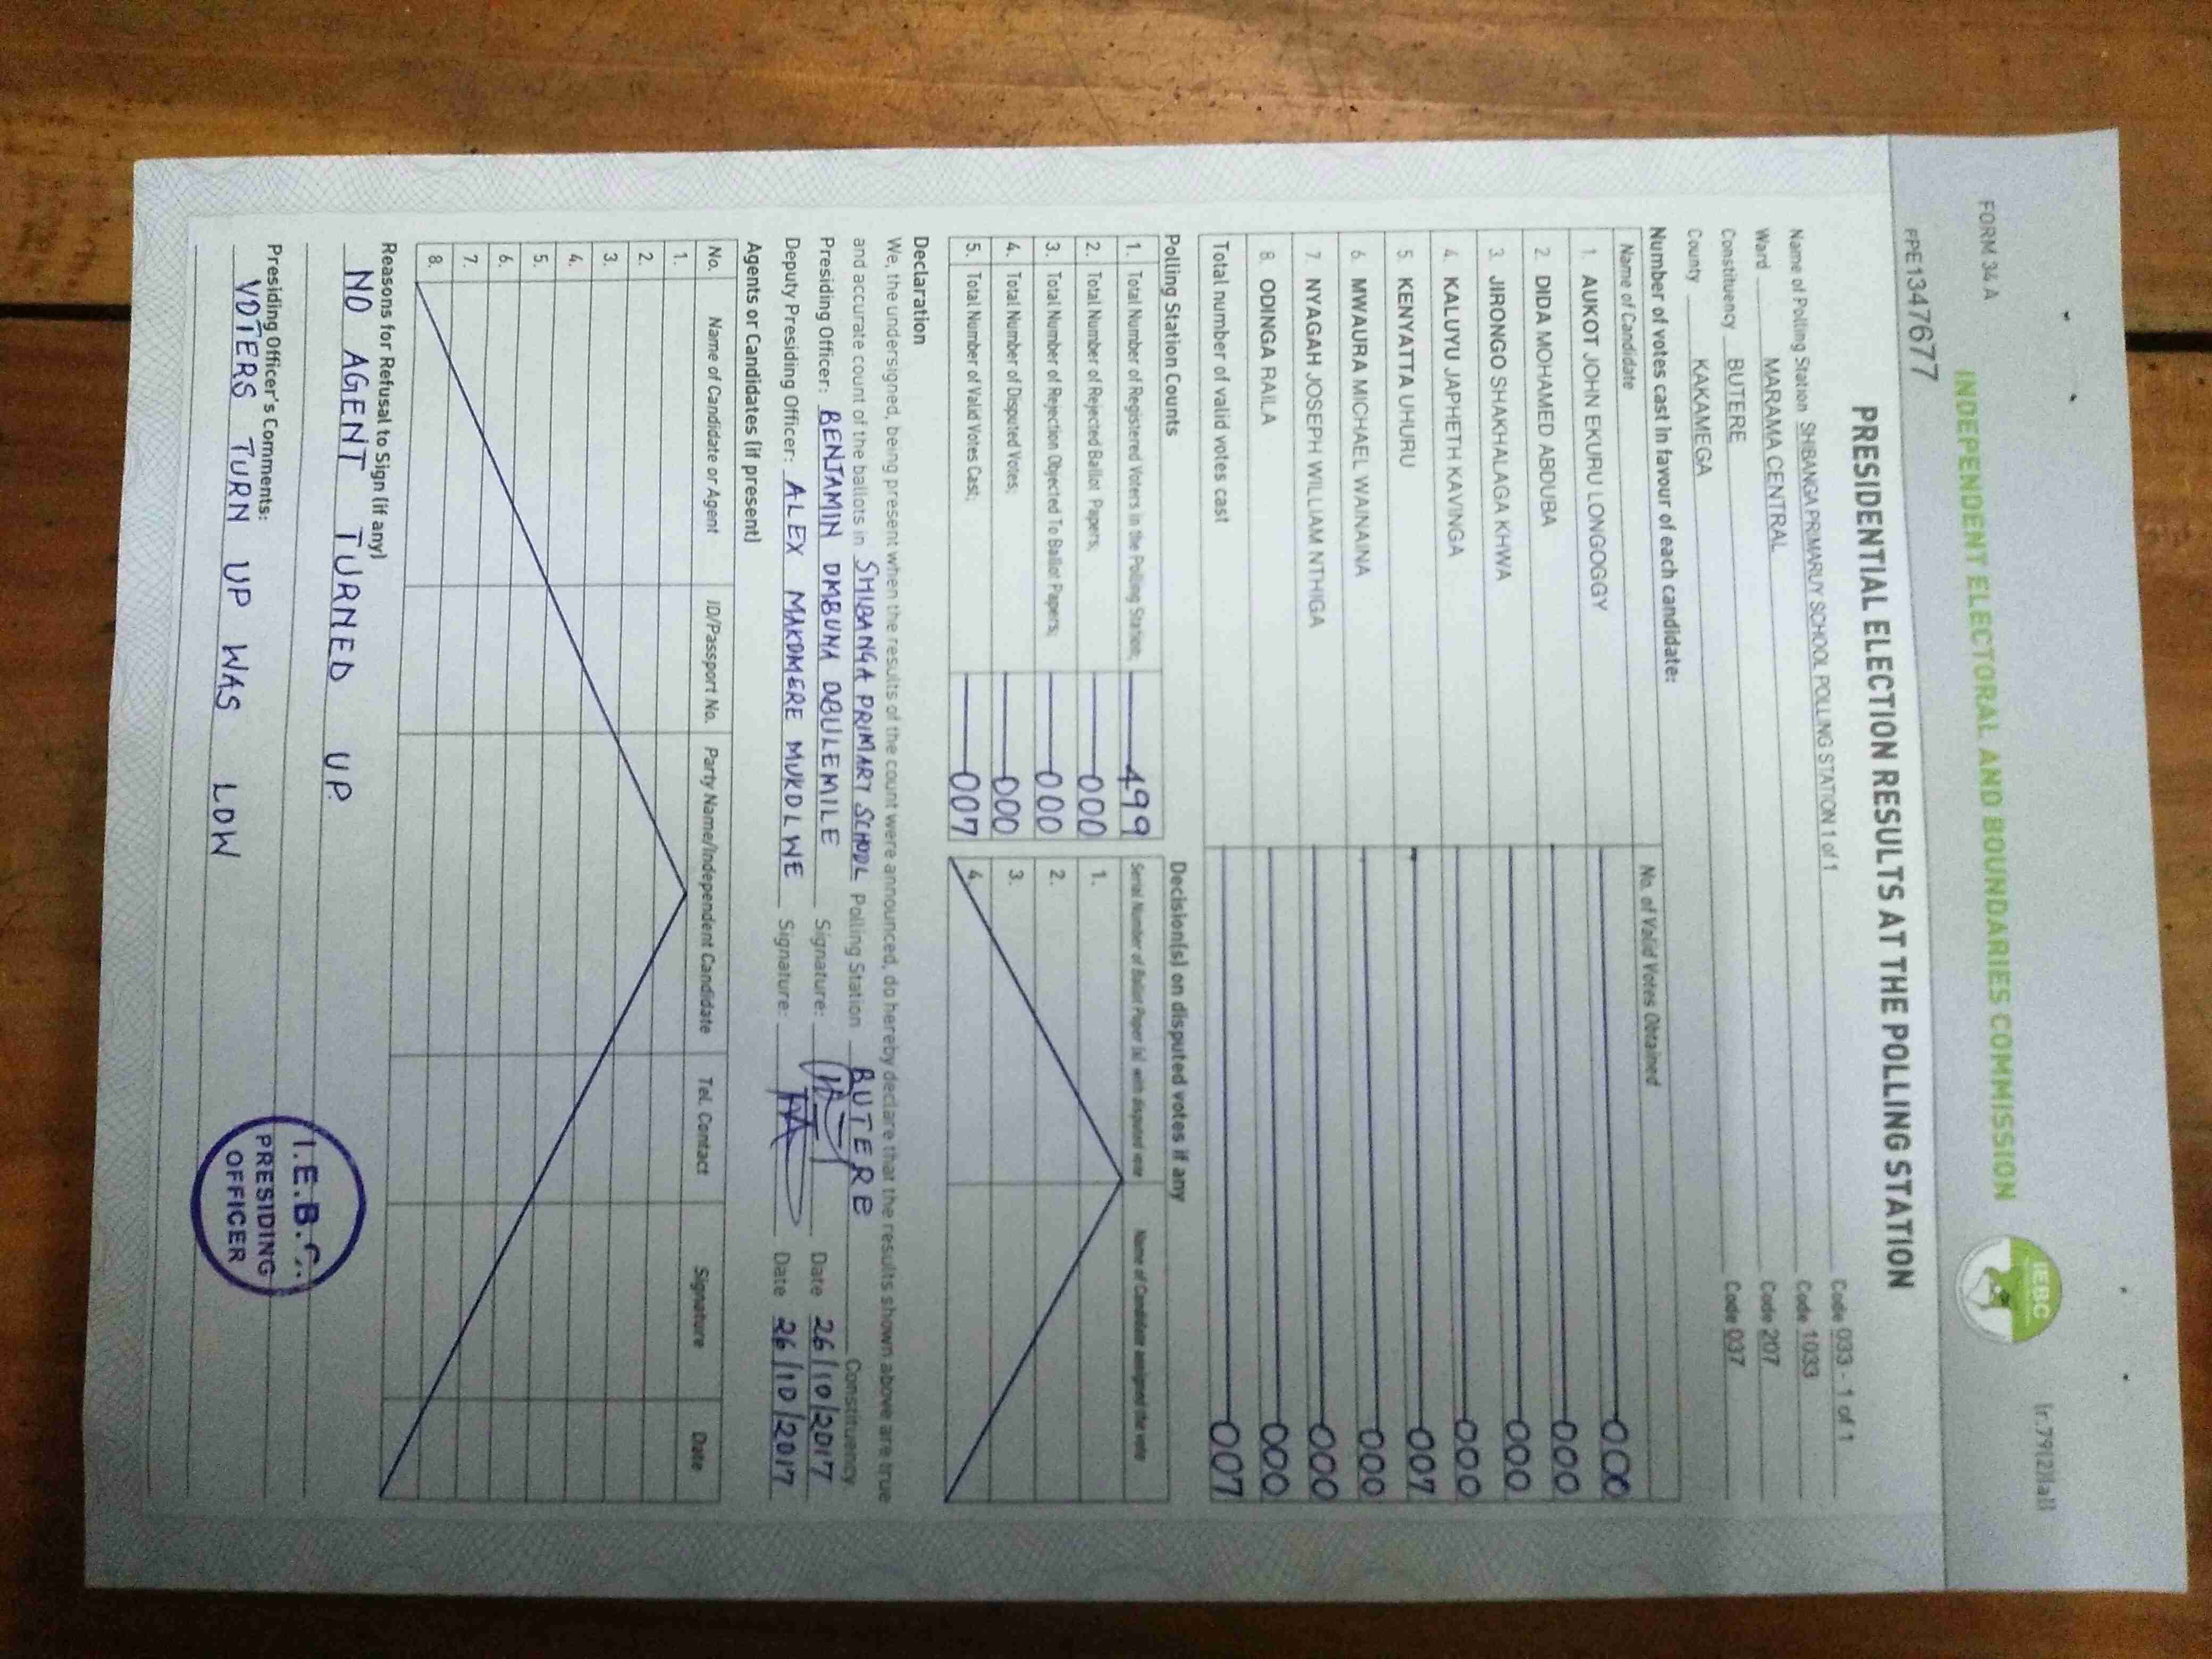 FORM 34 A
(r.79(2)(a))
INDEPENDENT ELECTORAL AND BOUNDARIES COMMISSION
IEBC
FPE1347677
PRESIDENTIAL ELECTION RESULTS AT THE POLLING STATION
Name of Polling Station SHIBANGA PRIMARUY SCHOOL POLLING STATION 1 of 1 Code 033 - 1 of 1
Ward MARAMA CENTRAL Code 1033
Constituency BUTERE Code 207
County KAKAMEGA Code 037
Number of votes cast in favour of each candidate:
Name of Candidate No. of Valid Votes Obtained
1. AUKOT JOHN EKURU LONGOGGY 000
2. DIDA MOHAMED ABDUBA 000
3. JIRONGO SHAKHALAGA KHWA 000
4. KALUYU JAPHETH KAVINGA 000
5. KENYATTA UHURU 007
6. MWAURA MICHAEL WAINAINA 000
7. NYAGAH JOSEPH WILLIAM NTHIGA 000
8. ODINGA RAILA 000
Total number of valid votes cast 007
Polling Station Counts
1. Total Number of Registered Voters in the Polling Station; 499
2. Total Number of Rejected Ballot Papers; 000
3. Total Number of Rejection Objected To Ballot Papers; 000
4. Total Number of Disputed Votes; 000
5. Total Number of Valid Votes Cast; 007
Decision(s) on disputed votes if any
Serial Number of Ballot Paper (s) with disputed vote Name of Candidate assigned the vote
1.
2.
3.
4.
Declaration
We, the undersigned, being present when the results of the count were announced, do hereby declare that the results shown above are true
and accurate count of the ballots in SHIBANGA PRIMARY SCHOOL Polling Station BUTERE Constituency
Presiding Officer: BENJAMIN OMBUNA OBULEMILE Signature: Date 26/10/2017
Deputy Presiding Officer: ALEX MAKOMERE MUKOLWE Signature: Date 26/10/2017
Agents or Candidates (if present)
No. Name of Candidate or Agent ID/Passport No. Party Name/Independent Candidate Tel. Contact Signature Date
1.
2.
3.
4.
5.
6.
7.
8.
Reasons for Refusal to Sign (if any)
NO AGENT TURNED UP.
Presiding Officer's Comments:
VOTERS TURN UP WAS LOW
I.E.B.C.
PRESIDING
OFFICER